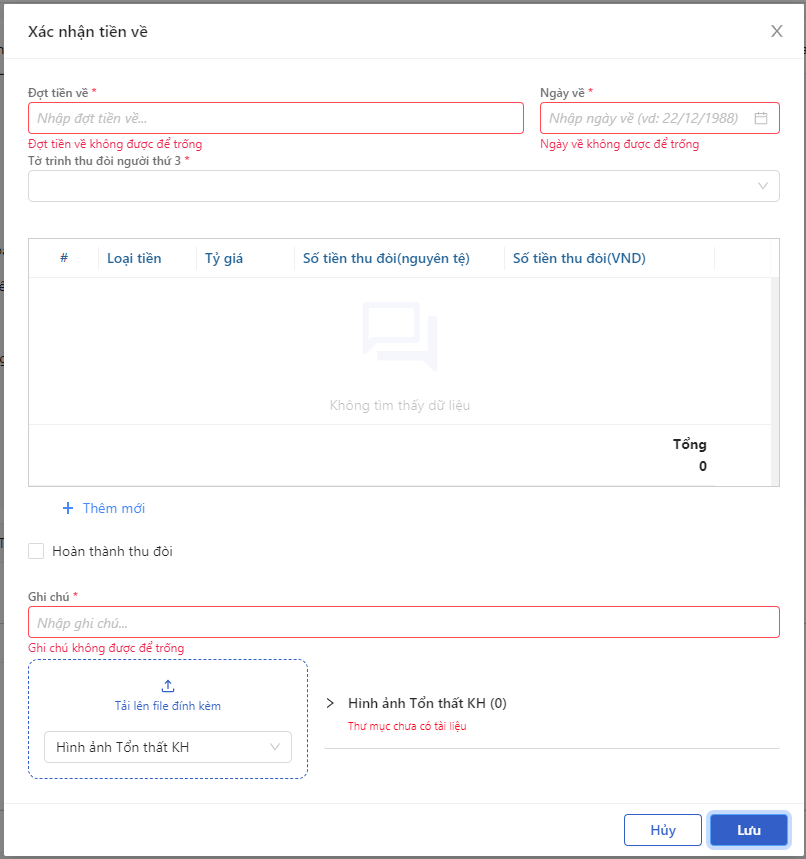 Xác nhận tiền về
Đợt tiền về *
Ngày về *
Nhập đợt tiền về...
Nhập ngày về (vd: 22/12/1988)
Đợt tiền về không được để trống
Ngày về không được để trống
Tờ trình thu đòi người thứ 3 *
# Loại tiền Tỷ giá Số tiền thu đòi(nguyên tệ) Số tiền thu đòi(VND)
Không tìm thấy dữ liệu
Tổng
0
+ Thêm mới
Hoàn thành thu đòi
Ghi chú *
Nhập ghi chú...
Ghi chú không được để trống
Tải lên file đính kèm
Hình ảnh Tổn thất KH
Hình ảnh Tổn thất KH (0)
Thư mục chưa có tài liệu
Hủy
Lưu